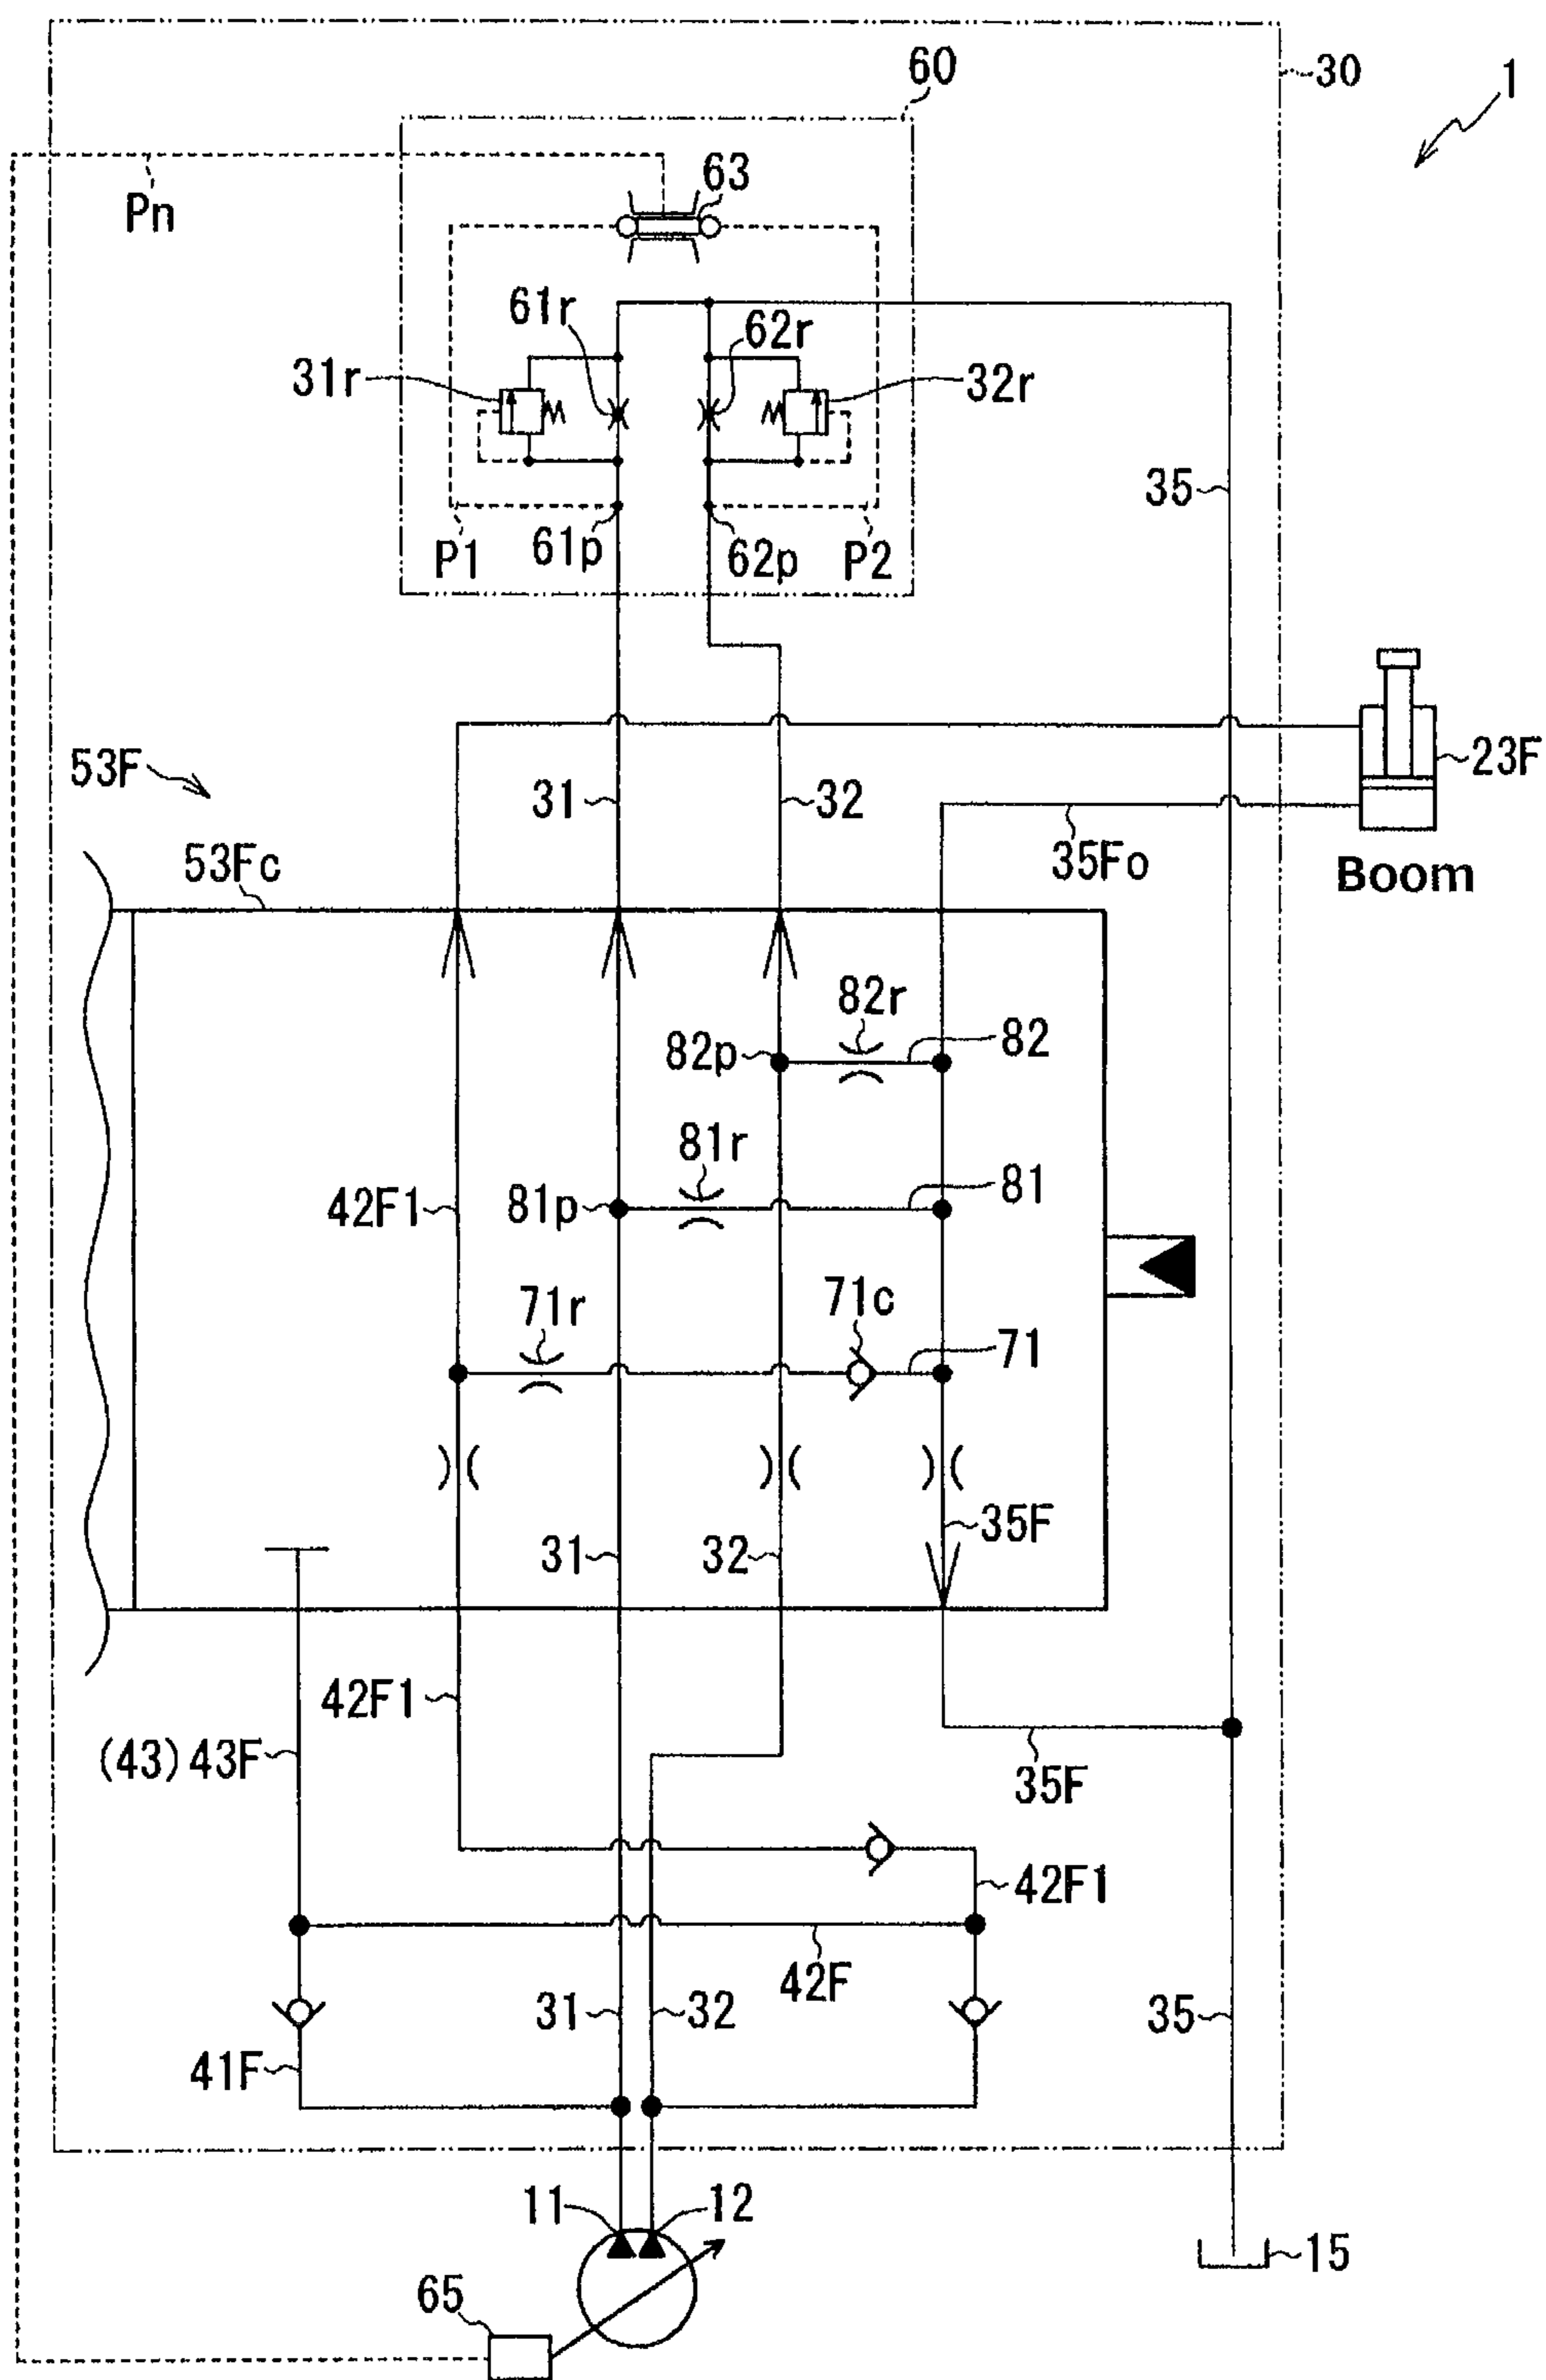 60
30
1
63
Pn
61r
62r
31r
32r
35
P1
61p
62p
P2
53F
31
32
23F
35Fo
Boom
53Fc
82r
82p
82
81r
42F1
81p
81
71r
71c
71
35F
31
32
42F1
(43)43F
35F
42F1
42F
31
32
35
41F
11
12
15
65